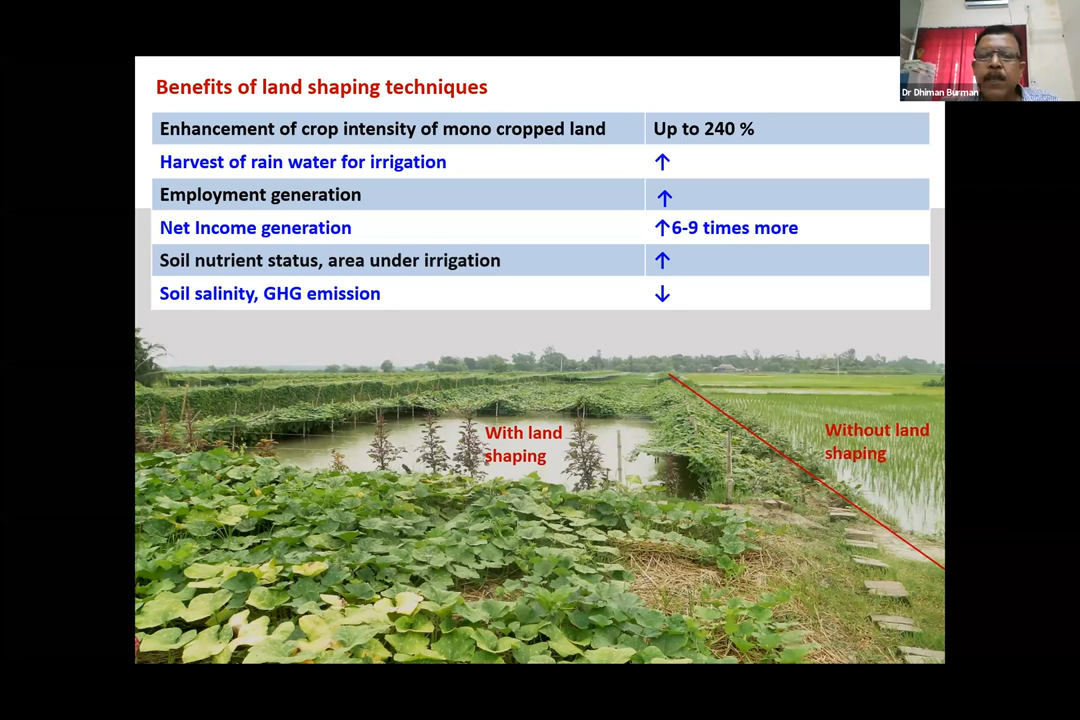 Dr Dhiman Burman
Benefits of land shaping techniques
Enhancement of crop intensity of mono cropped land Up to 240 %
Harvest of rain water for irrigation ↑
Employment generation ↑
Net Income generation ↑6-9 times more
Soil nutrient status, area under irrigation ↑
Soil salinity, GHG emission ↓
With land
shaping
Without land
shaping